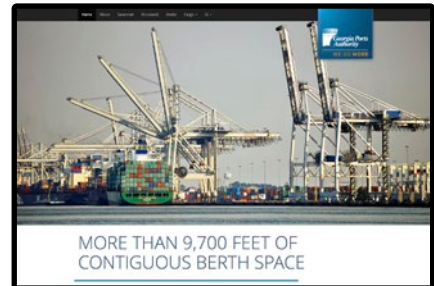 Home About Savannah Brunswick Media
Georgia Ports
Authority
WE DO MORE
MORE THAN 9,700 FEET OF
CONTIGUOUS BERTH SPACE